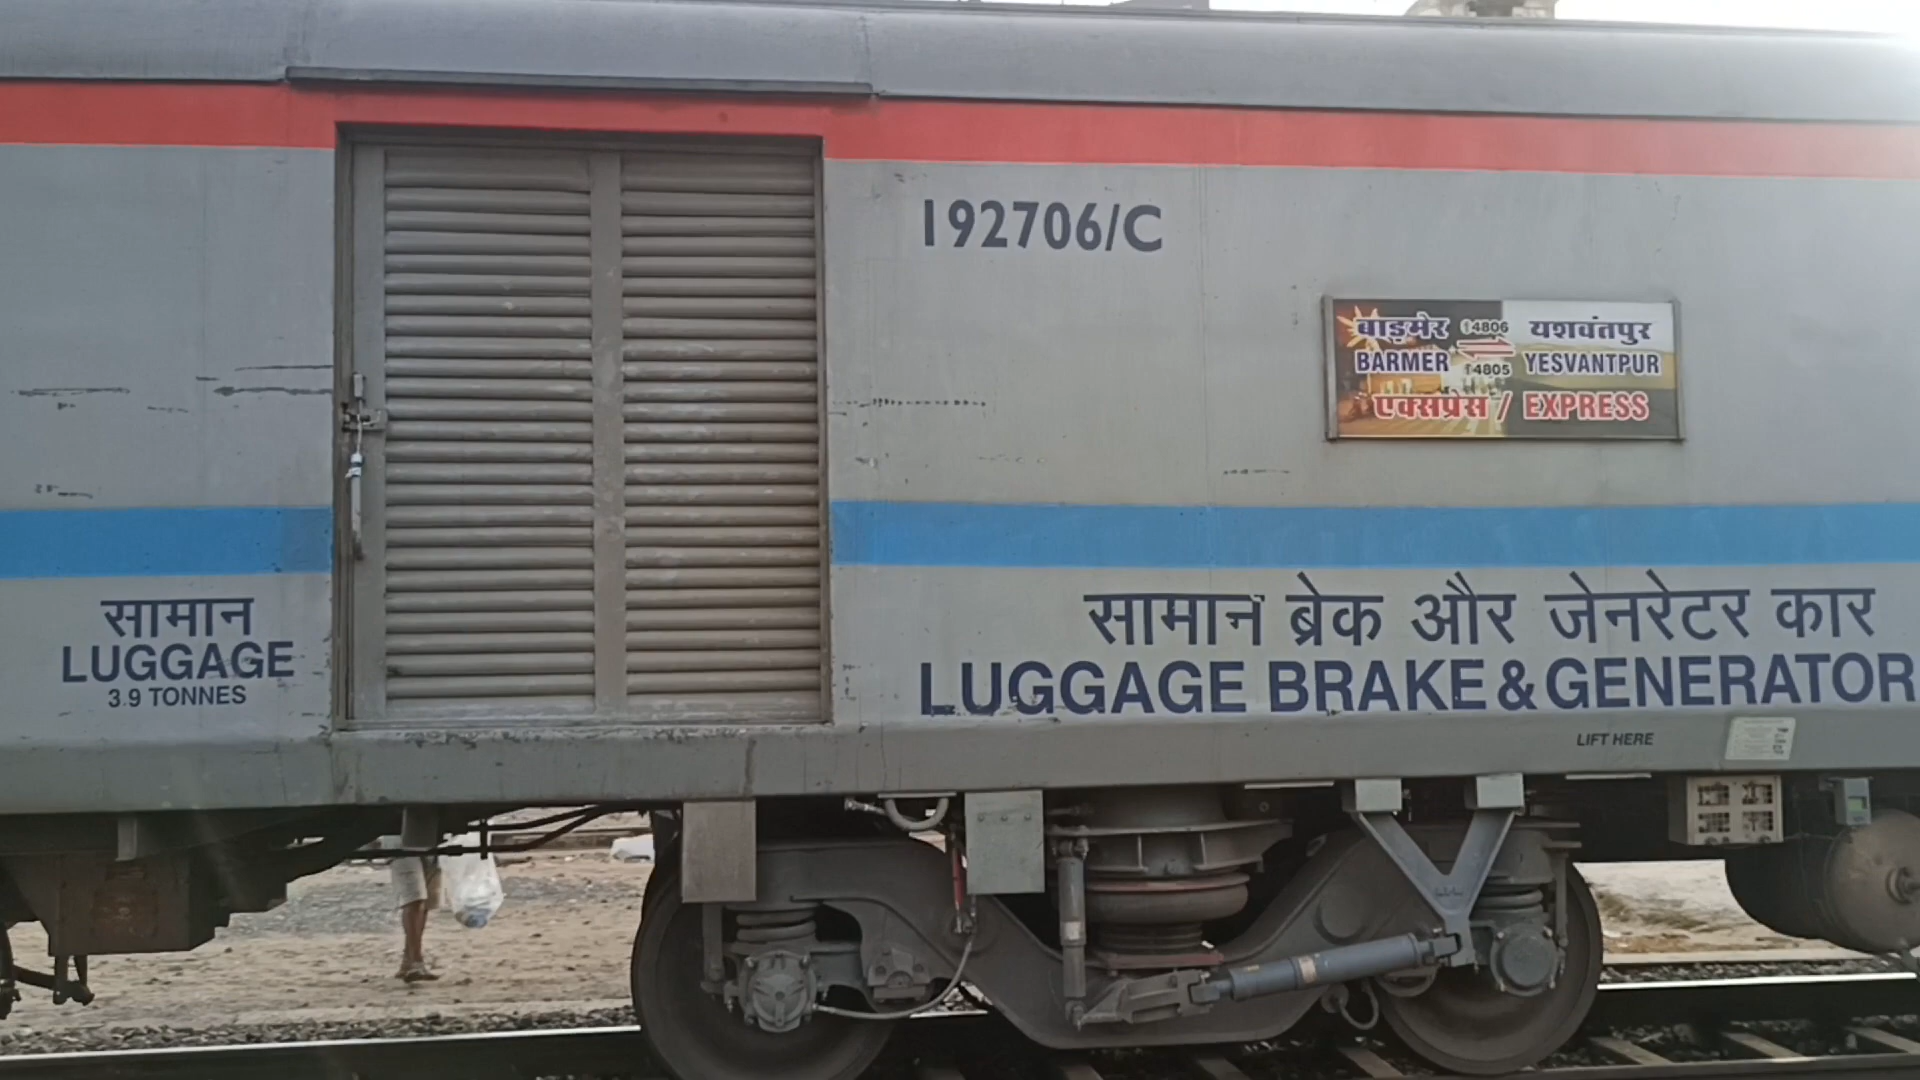 192706/C
बाड़मेर 14806 यशवंतपुर
BARMER 14805 YESVANTPUR
एक्सप्रेस / EXPRESS
सामान
LUGGAGE
3.9 TONNES
सामान ब्रेक और जेनरेटर कार
LUGGAGE BRAKE & GENERATOR
LIFT HERE